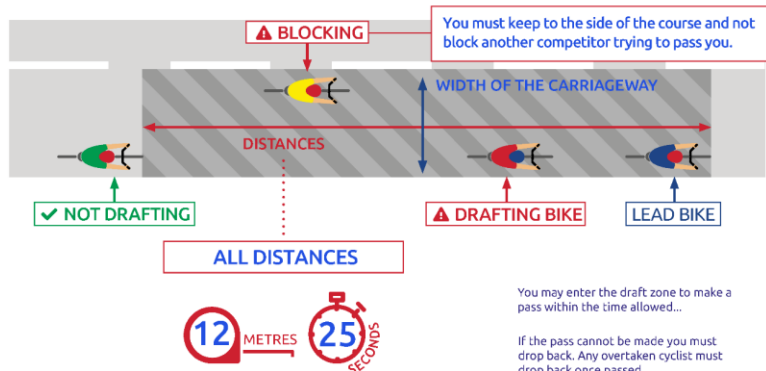 BLOCKING
You must keep to the side of the course and not
block another competitor trying to pass you.
WIDTH OF THE CARRIAGEWAY
DISTANCES
NOT DRAFTING
DRAFTING BIKE
LEAD BIKE
ALL DISTANCES
12 METRES
25 SECONDS
You may enter the draft zone to make a
pass within the time allowed...
If the pass cannot be made you must
drop back. Any overtaken cyclist must
drop back once passed